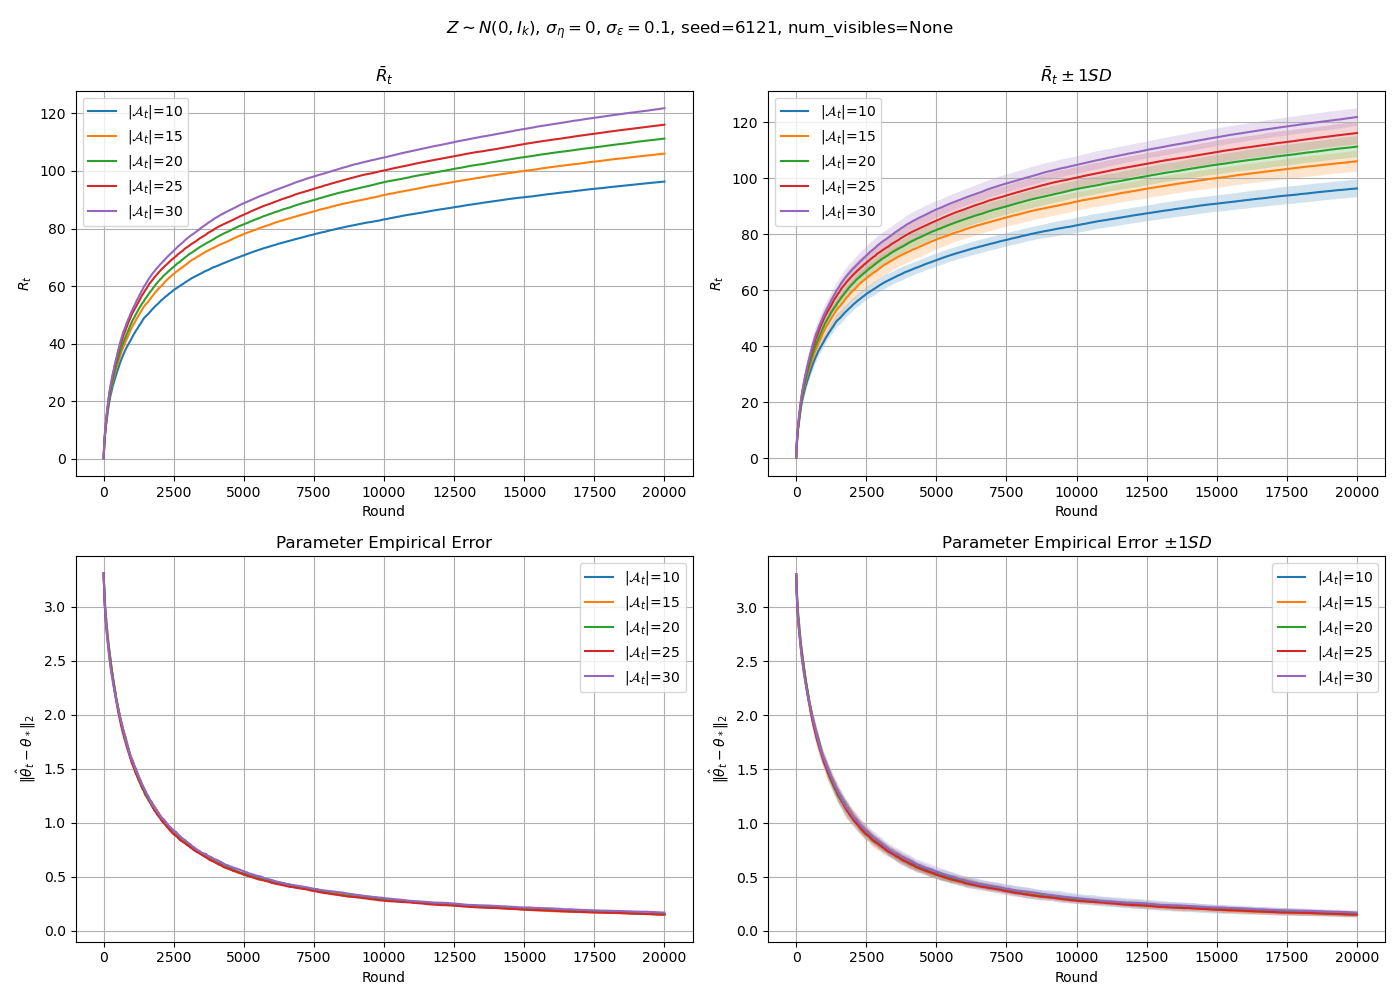 Z ~ N(0, I_k), σ_η = 0, σ_ε = 0.1, seed=6121, num_visibles=None
R̄_t
R_t
120
100
80
60
40
20
0
|𝒜_t|=10
|𝒜_t|=15
|𝒜_t|=20
|𝒜_t|=25
|𝒜_t|=30
0 2500 5000 7500 10000 12500 15000 17500 20000
Round
R̄_t ± 1SD
R_t
120
100
80
60
40
20
0
|𝒜_t|=10
|𝒜_t|=15
|𝒜_t|=20
|𝒜_t|=25
|𝒜_t|=30
0 2500 5000 7500 10000 12500 15000 17500 20000
Round
Parameter Empirical Error
‖θ̂_t − θ_*‖_2
3.0
2.5
2.0
1.5
1.0
0.5
0.0
|𝒜_t|=10
|𝒜_t|=15
|𝒜_t|=20
|𝒜_t|=25
|𝒜_t|=30
0 2500 5000 7500 10000 12500 15000 17500 20000
Round
Parameter Empirical Error ±1SD
‖θ̂_t − θ_*‖_2
3.0
2.5
2.0
1.5
1.0
0.5
0.0
|𝒜_t|=10
|𝒜_t|=15
|𝒜_t|=20
|𝒜_t|=25
|𝒜_t|=30
0 2500 5000 7500 10000 12500 15000 17500 20000
Round